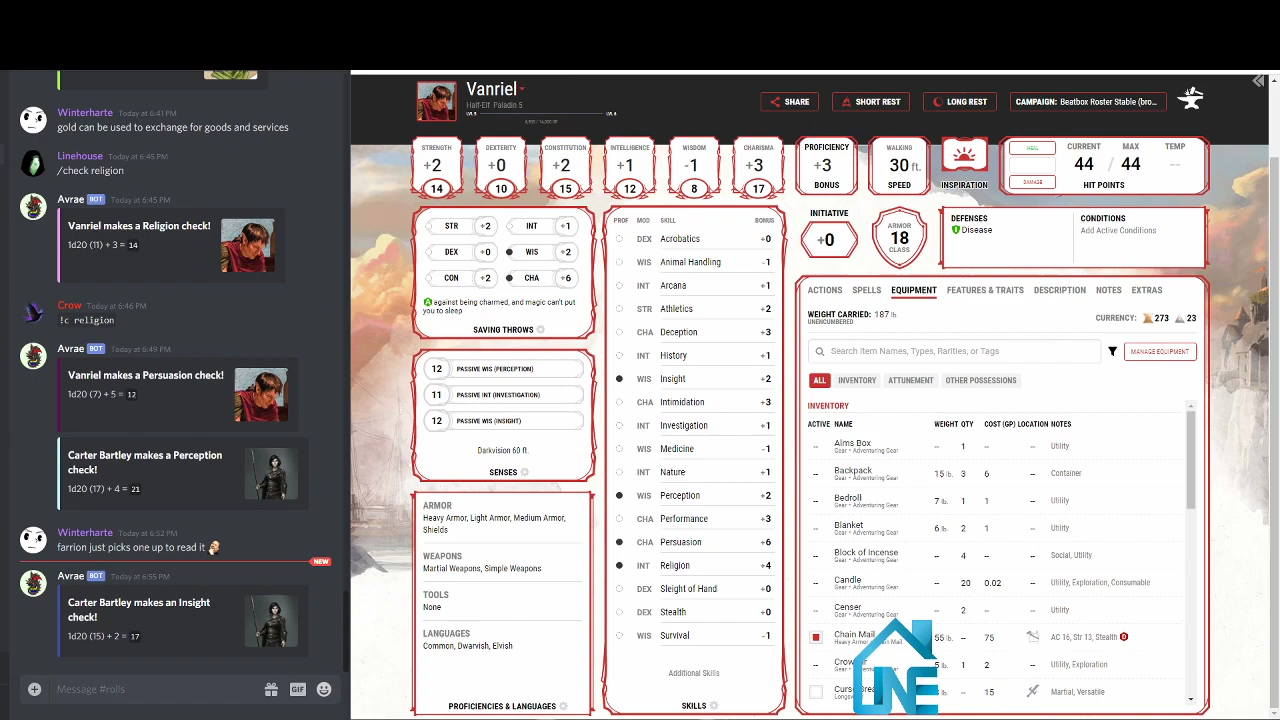 Winterharte Today at 6:41 PM
gold can be used to exchange for goods and services
Linehouse Today at 6:45 PM
/check religion
Avrae BOT Today at 6:45 PM
Vanriel makes a Religion check!
1d20 (11) + 3 = 14
Crow Today at 6:46 PM
!c religion
Avrae BOT Today at 6:49 PM
Vanriel makes a Persuasion check!
1d20 (7) + 5 = 12
Carter Bartley makes a Perception
check!
1d20 (17) + 4 = 21
Winterharte Today at 6:52 PM
farrion just picks one up to read it
NEW
Avrae BOT Today at 6:55 PM
Carter Bartley makes an Insight
check!
1d20 (15) + 2 = 17
Message #rolls
GIF
Vanriel
Half-Elf Paladin 5
LVL 5
LVL 6
SHARE
SHORT REST
LONG REST
CAMPAIGN: Beatbox Roster Stable (bro...
STRENGTH
+2
14
DEXTERITY
+0
10
CONSTITUTION
+2
15
INTELLIGENCE
+1
12
WISDOM
-1
8
CHARISMA
+3
17
PROFICIENCY
+3
BONUS
WALKING
30 ft.
SPEED
INSPIRATION
HEAL
DAMAGE
CURRENT
44
/
MAX
44
TEMP
--
HIT POINTS
STR +2
INT +1
DEX +0
WIS +2
CON +2
CHA +6
A against being charmed, and magic can't put
you to sleep
SAVING THROWS
12 PASSIVE WIS (PERCEPTION)
11 PASSIVE INT (INVESTIGATION)
12 PASSIVE WIS (INSIGHT)
Darkvision 60 ft.
SENSES
ARMOR
Heavy Armor, Light Armor, Medium Armor,
Shields
WEAPONS
Martial Weapons, Simple Weapons
TOOLS
None
LANGUAGES
Common, Dwarvish, Elvish
PROFICIENCIES & LANGUAGES
PROF MOD SKILL BONUS
DEX Acrobatics +0
WIS Animal Handling -1
INT Arcana +1
STR Athletics +2
CHA Deception +3
INT History +1
WIS Insight +2
CHA Intimidation +3
INT Investigation +1
WIS Medicine -1
INT Nature +1
WIS Perception +2
CHA Performance +3
CHA Persuasion +6
INT Religion +4
DEX Sleight of Hand +0
DEX Stealth +0
WIS Survival -1
Additional Skills
SKILLS
INITIATIVE
+0
ARMOR
18
CLASS
DEFENSES
Disease
CONDITIONS
Add Active Conditions
ACTIONS SPELLS EQUIPMENT FEATURES & TRAITS DESCRIPTION NOTES EXTRAS
WEIGHT CARRIED: 187 lb.
UNENCUMBERED
CURRENCY: 273 23
Search Item Names, Types, Rarities, or Tags
MANAGE EQUIPMENT
ALL INVENTORY ATTUNEMENT OTHER POSSESSIONS
INVENTORY
ACTIVE NAME WEIGHT QTY COST (GP) LOCATION NOTES
-- Alms Box -- 1 -- -- Utility
Gear • Adventuring Gear
-- Backpack 15 lb. 3 6 -- Container
Gear • Adventuring Gear
-- Bedroll 7 lb. 1 1 -- Utility
Gear • Adventuring Gear
-- Blanket 6 lb. 2 1 -- Utility
Gear • Adventuring Gear
-- Block of Incense -- 4 -- -- Social, Utility
Gear • Adventuring Gear
-- Candle -- 20 0.02 -- Utility, Exploration, Consumable
Gear • Adventuring Gear
-- Censer -- 2 -- -- Utility
Gear • Adventuring Gear
Chain Mail 55 lb. -- 75 AC 16, Str 13, Stealth D
Heavy Armor Mail
-- 1 2 -- Utility, Exploration
Gear
-- 15 Martial, Versatile
LINE